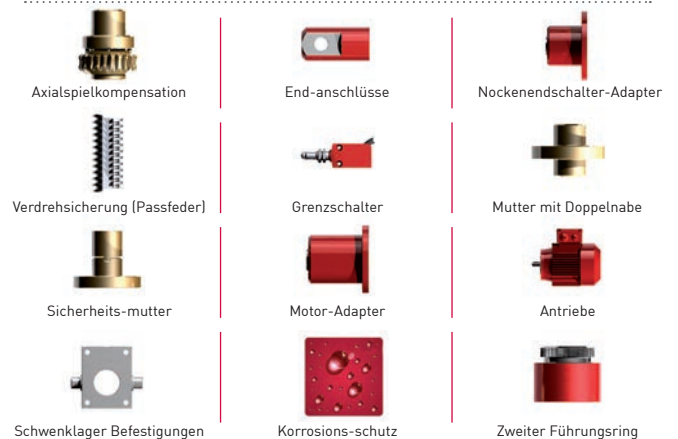 Axialspielkompensation
End-anschlüsse
Nockenendschalter-Adapter
Verdrehsicherung (Passfeder)
Grenzschalter
Mutter mit Doppelnabe
Sicherheits-mutter
Motor-Adapter
Antriebe
Schwenklager Befestigungen
Korrosions-schutz
Zweiter Führungsring